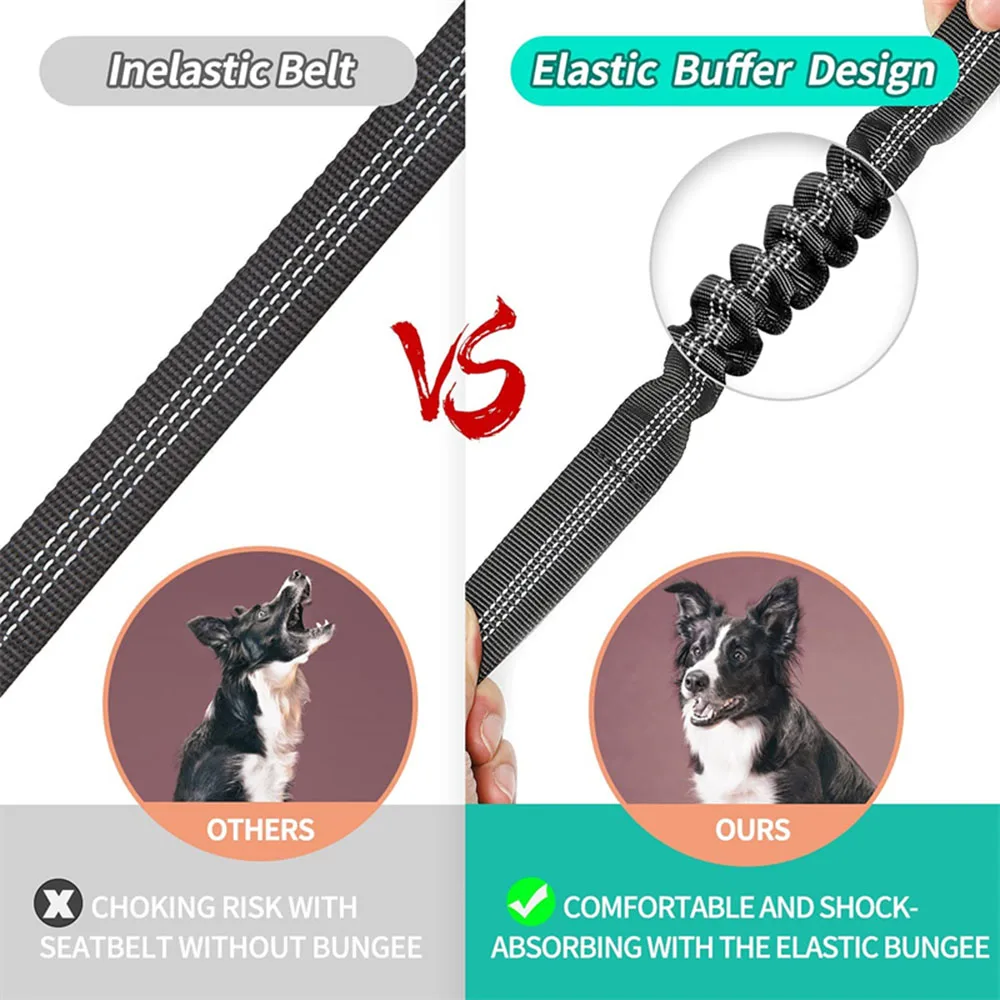 Inelastic Belt
Elastic Buffer Design
VS
OTHERS
OURS
CHOKING RISK WITH
SEATBELT WITHOUT BUNGEE
COMFORTABLE AND SHOCK-
ABSORBING WITH THE ELASTIC BUNGEE